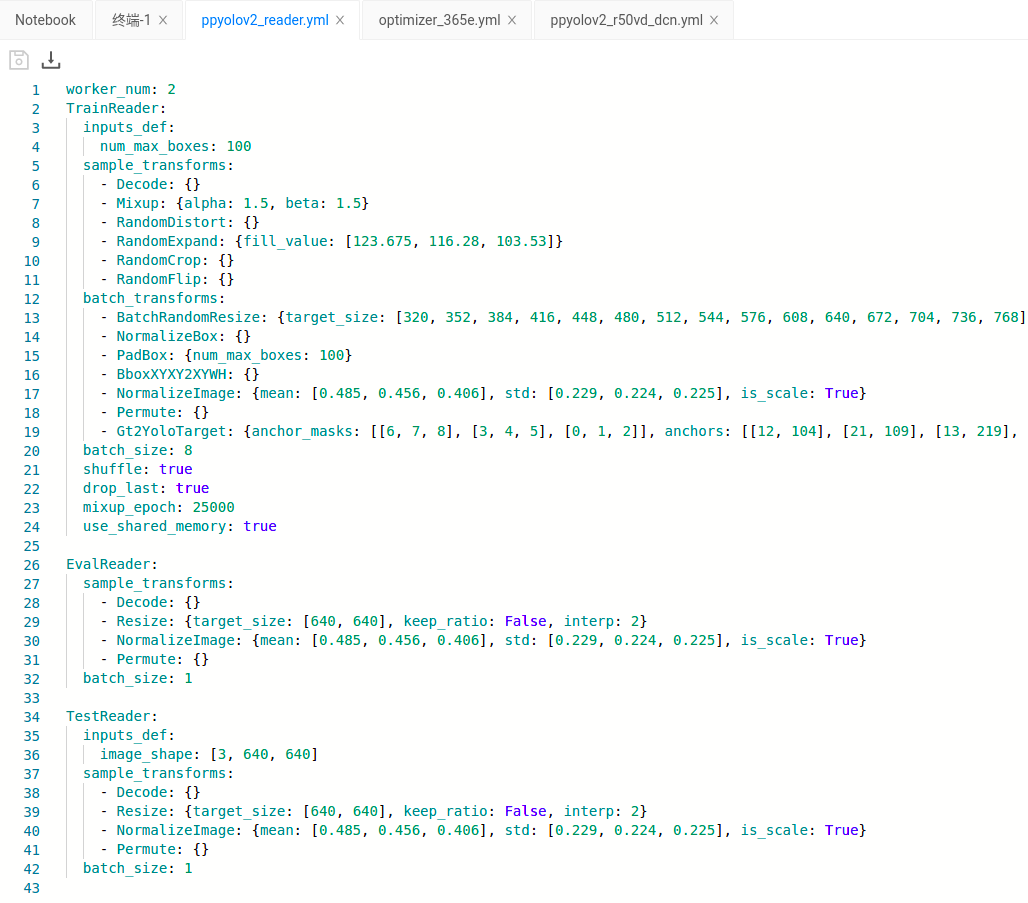 Notebook 终端-1 × ppyolov2_reader.yml × optimizer_365e.yml × ppyolov2_r50vd_dcn.yml ×
1 worker_num: 2
2 TrainReader:
3   inputs_def:
4     num_max_boxes: 100
5   sample_transforms:
6     - Decode: {}
7     - Mixup: {alpha: 1.5, beta: 1.5}
8     - RandomDistort: {}
9     - RandomExpand: {fill_value: [123.675, 116.28, 103.53]}
10     - RandomCrop: {}
11     - RandomFlip: {}
12   batch_transforms:
13     - BatchRandomResize: {target_size: [320, 352, 384, 416, 448, 480, 512, 544, 576, 608, 640, 672, 704, 736, 768]
14     - NormalizeBox: {}
15     - PadBox: {num_max_boxes: 100}
16     - BboxXYXY2XYWH: {}
17     - NormalizeImage: {mean: [0.485, 0.456, 0.406], std: [0.229, 0.224, 0.225], is_scale: True}
18     - Permute: {}
19     - Gt2YoloTarget: {anchor_masks: [[6, 7, 8], [3, 4, 5], [0, 1, 2]], anchors: [[12, 104], [21, 109], [13, 219],
20   batch_size: 8
21   shuffle: true
22   drop_last: true
23   mixup_epoch: 25000
24   use_shared_memory: true
25
26 EvalReader:
27   sample_transforms:
28     - Decode: {}
29     - Resize: {target_size: [640, 640], keep_ratio: False, interp: 2}
30     - NormalizeImage: {mean: [0.485, 0.456, 0.406], std: [0.229, 0.224, 0.225], is_scale: True}
31     - Permute: {}
32   batch_size: 1
33
34 TestReader:
35   inputs_def:
36     image_shape: [3, 640, 640]
37   sample_transforms:
38     - Decode: {}
39     - Resize: {target_size: [640, 640], keep_ratio: False, interp: 2}
40     - NormalizeImage: {mean: [0.485, 0.456, 0.406], std: [0.229, 0.224, 0.225], is_scale: True}
41     - Permute: {}
42   batch_size: 1
43